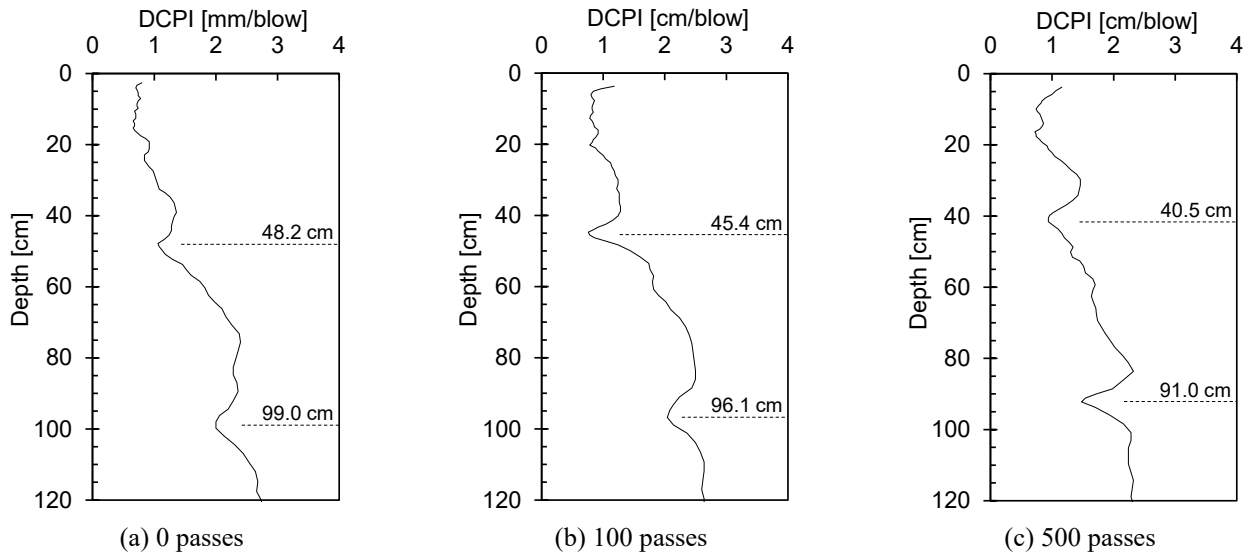 DCPI [mm/blow]
0 1 2 3 4
0
20
40
60
80
100
120
Depth [cm]
48.2 cm
99.0 cm
(a) 0 passes
DCPI [cm/blow]
0 1 2 3 4
0
20
40
60
80
100
120
Depth [cm]
45.4 cm
96.1 cm
(b) 100 passes
DCPI [cm/blow]
0 1 2 3 4
0
20
40
60
80
100
120
Depth [cm]
40.5 cm
91.0 cm
(c) 500 passes